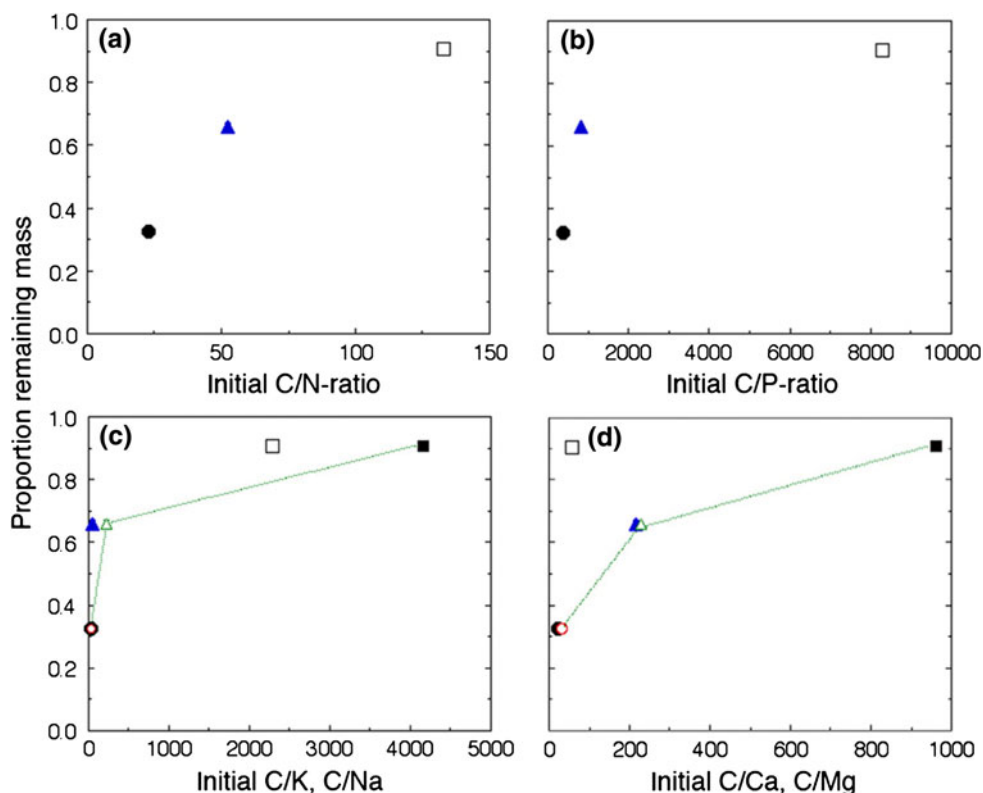 Proportion remaining mass
(a)
1.0
0.8
0.6
0.4
0.2
0.0
0 50 100 150
Initial C/N-ratio
(b)
0 2000 4000 6000 8000 10000
Initial C/P-ratio
(c)
1.0
0.8
0.6
0.4
0.2
0.0
0 1000 2000 3000 4000 5000
Initial C/K, C/Na
(d)
0 200 400 600 800 1000
Initial C/Ca, C/Mg